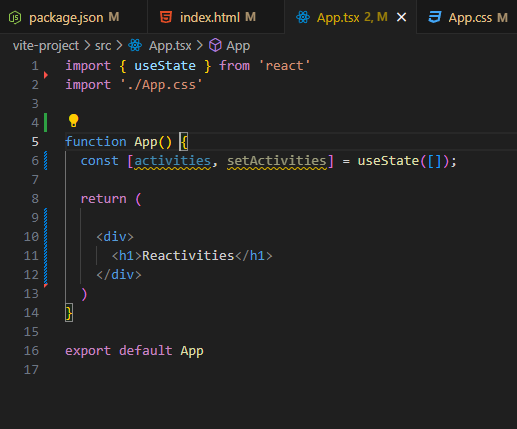 package.json M index.html M App.tsx 2, M App.css M
vite-project > src > App.tsx > App
1 import { useState } from 'react'
2 import './App.css'
3
4
5 function App() {
6 const [activities, setActivities] = useState([]);
7
8 return (
9
10 <div>
11 <h1>Reactivities</h1>
12 </div>
13 )
14 }
15
16 export default App
17